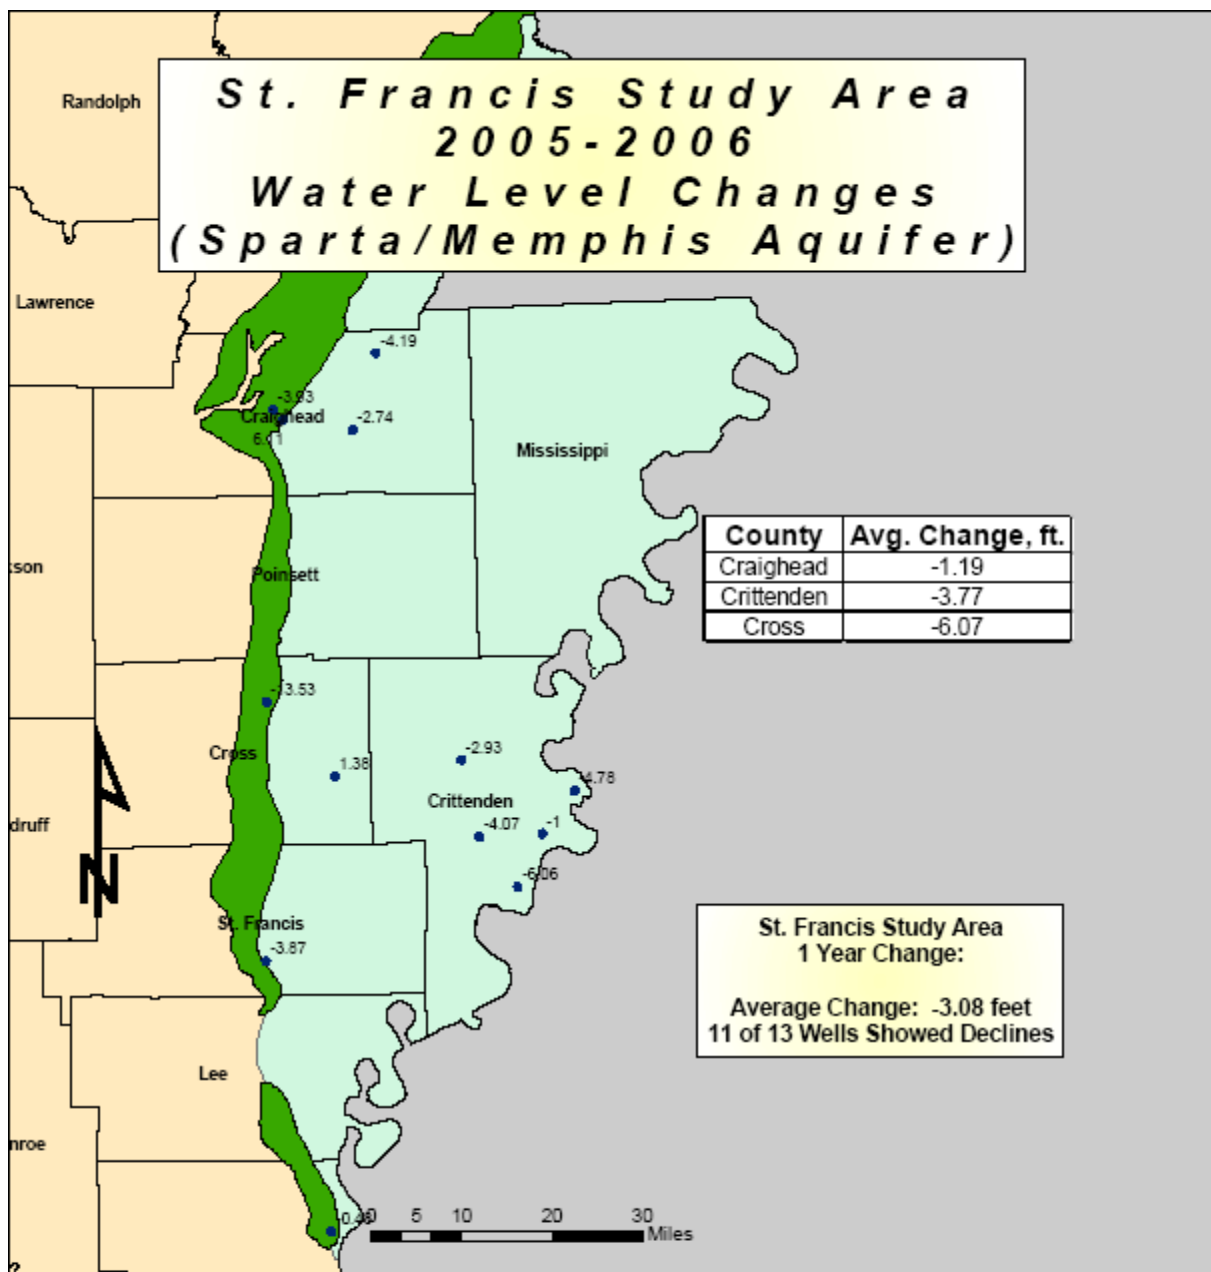 St. Francis Study Area
2005-2006
Water Level Changes
(Sparta/Memphis Aquifer)
Randolph
Lawrence
-4.19
-3.93
Craighead
-2.74
Mississippi
County Avg. Change, ft.
Craighead -1.19
Crittenden -3.77
Cross -6.07
Poinsett
-13.53
Cross
1.38
-2.93
-4.78
Crittenden
-4.07
-1
-6.06
N
St. Francis
-3.87
St. Francis Study Area
1 Year Change:
Average Change: -3.08 feet
11 of 13 Wells Showed Declines
Lee
0 5 10 20 30
Miles